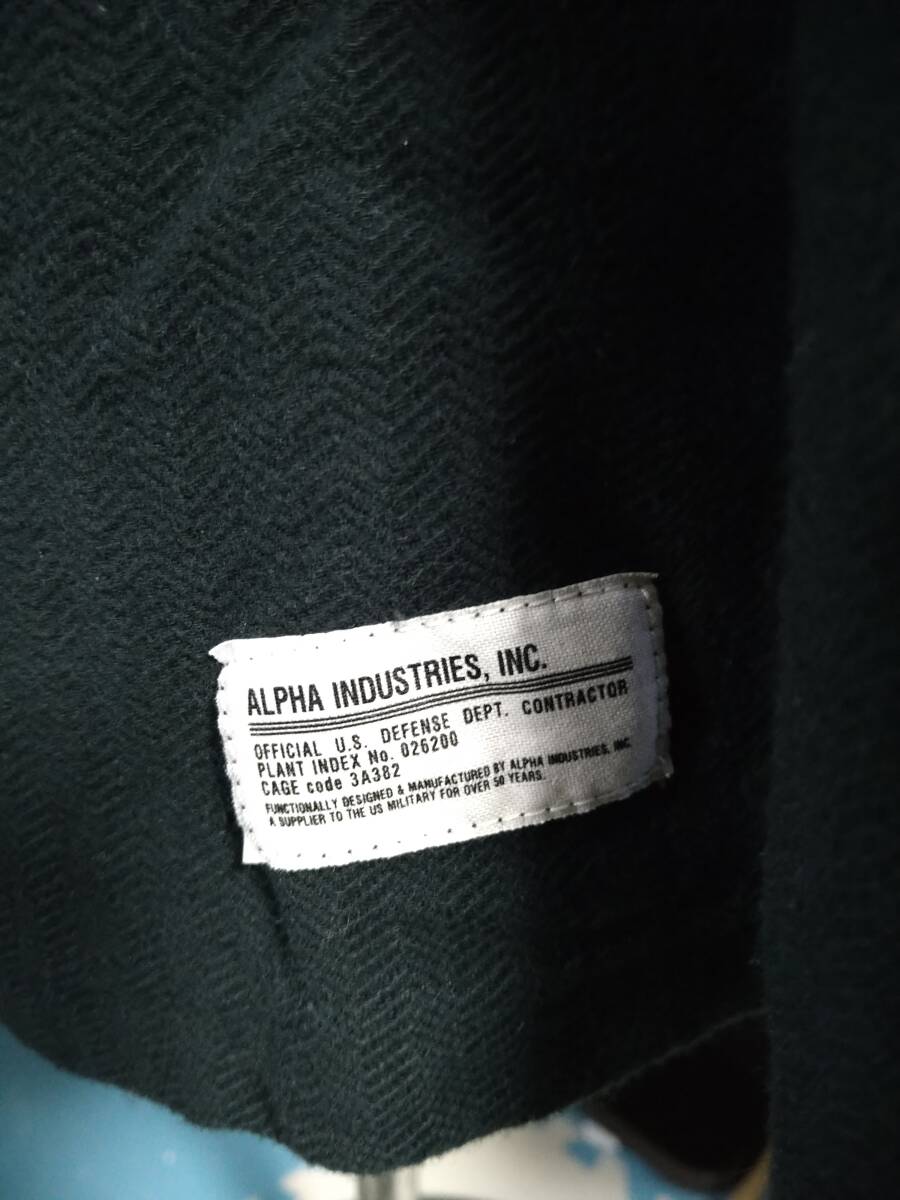 ALPHA INDUSTRIES, INC.
OFFICIAL U.S. DEFENSE DEPT. CONTRACTOR
PLANT INDEX No. 026200
CAGE code 3A382
FUNCTIONALLY DESIGNED & MANUFACTURED BY ALPHA INDUSTRIES, INC.
A SUPPLIER TO THE US MILITARY FOR OVER 50 YEARS.